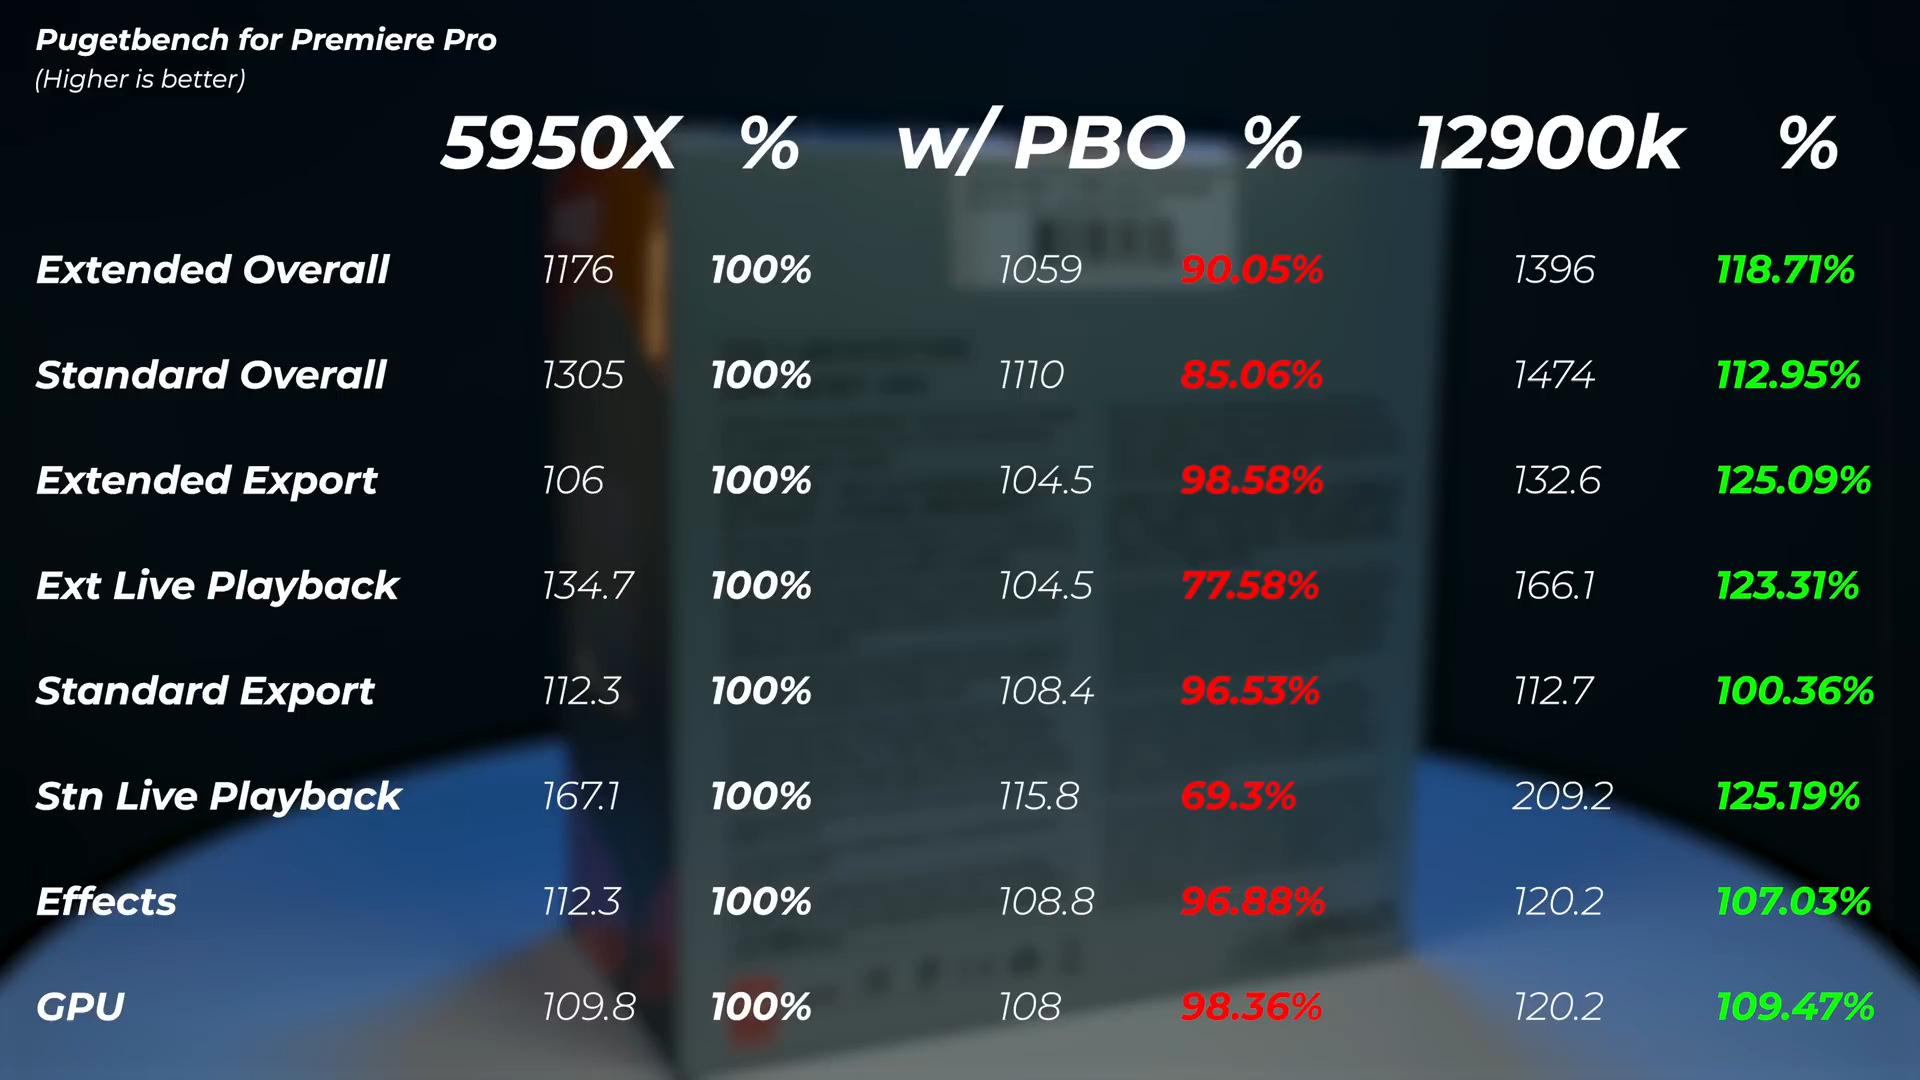 Pugetbench for Premiere Pro
(Higher is better)
5950X % w/ PBO % 12900k %
Extended Overall 1176 100% 1059 90.05% 1396 118.71%
Standard Overall 1305 100% 1110 85.06% 1474 112.95%
Extended Export 106 100% 104.5 98.58% 132.6 125.09%
Ext Live Playback 134.7 100% 104.5 77.58% 166.1 123.31%
Standard Export 112.3 100% 108.4 96.53% 112.7 100.36%
Stn Live Playback 167.1 100% 115.8 69.3% 209.2 125.19%
Effects 112.3 100% 108.8 96.88% 120.2 107.03%
GPU 109.8 100% 108 98.36% 120.2 109.47%